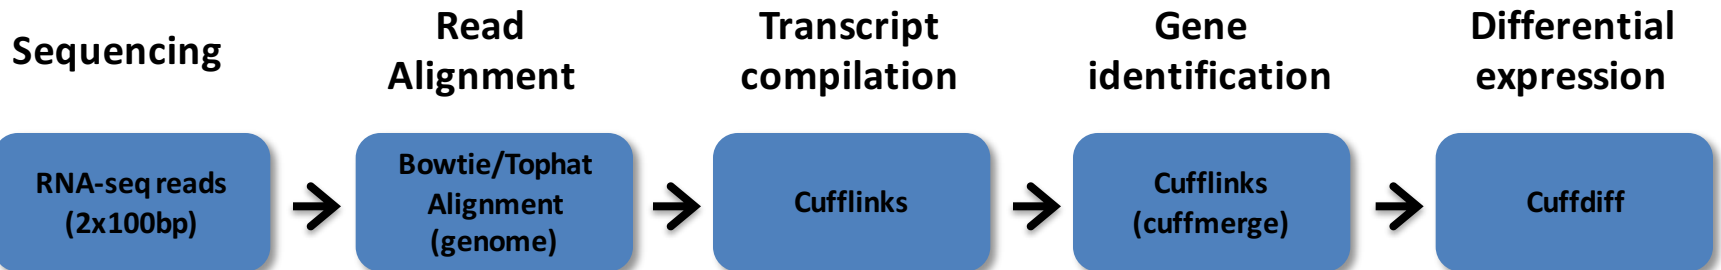 Sequencing
Read
Alignment
Transcript
compilation
Gene
identification
Differential
expression
RNA-seq reads
(2x100bp)
Bowtie/Tophat
Alignment
(genome)
Cufflinks
Cufflinks
(cuffmerge)
Cuffdiff